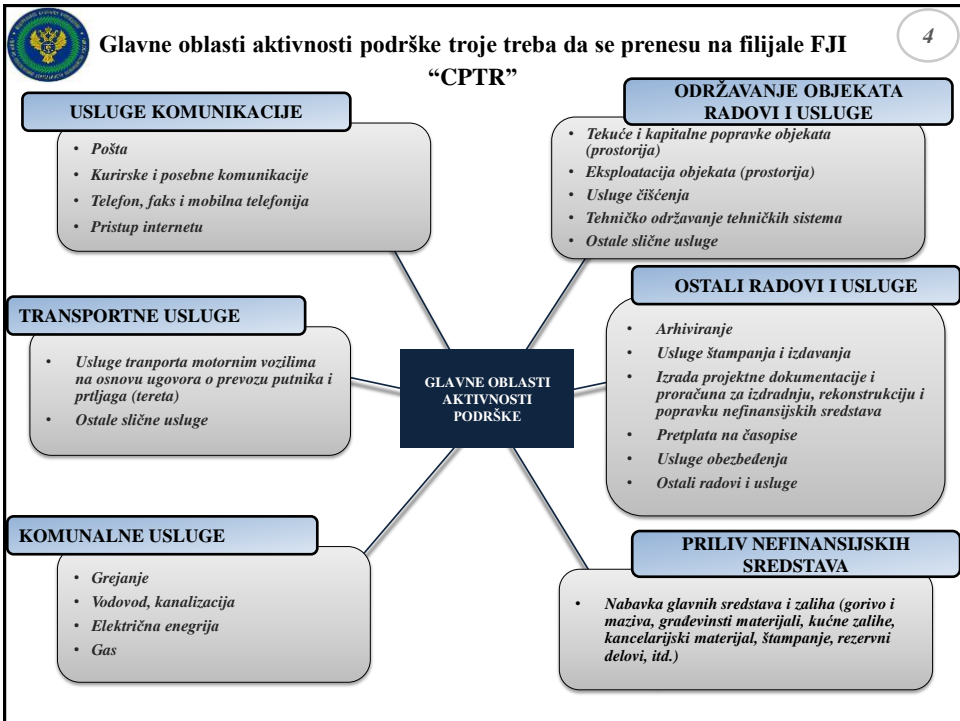 Glavne oblasti aktivnosti podrške troje treba da se prenesu na filijale FJI
“CPTR”
4
USLUGE KOMUNIKACIJE
• Pošta
• Kurirske i posebne komunikacije
• Telefon, faks i mobilna telefonija
• Pristup internetu
ODRŽAVANJE OBJEKATA
RADOVI I USLUGE
• Tekuće i kapitalne popravke objekata
(prostorija)
• Eksploatacija objekata (prostorija)
• Usluge čišćenja
• Tehničko održavanje tehničkih sistema
• Ostale slične usluge
TRANSPORTNE USLUGE
• Usluge tranporta motornim vozilima
na osnovu ugovora o prevozu putnika i
prtljaga (tereta)
• Ostale slične usluge
GLAVNE OBLASTI
AKTIVNOSTI
PODRŠKE
OSTALI RADOVI I USLUGE
• Arhiviranje
• Usluge štampanja i izdavanja
• Izrada projektne dokumentacije i
proračuna za izdradnju, rekonstrukciju i
popravku nefinansijskih sredstava
• Pretplata na časopise
• Usluge obezbeđenja
• Ostali radovi i usluge
KOMUNALNE USLUGE
• Grejanje
• Vodovod, kanalizacija
• Električna enegrija
• Gas
PRILIV NEFINANSIJSKIH
SREDSTAVA
• Nabavka glavnih sredstava i zaliha (gorivo i
maziva, građevinsti materijali, kućne zalihe,
kancelarijski materijal, štampanje, rezervni
delovi, itd.)